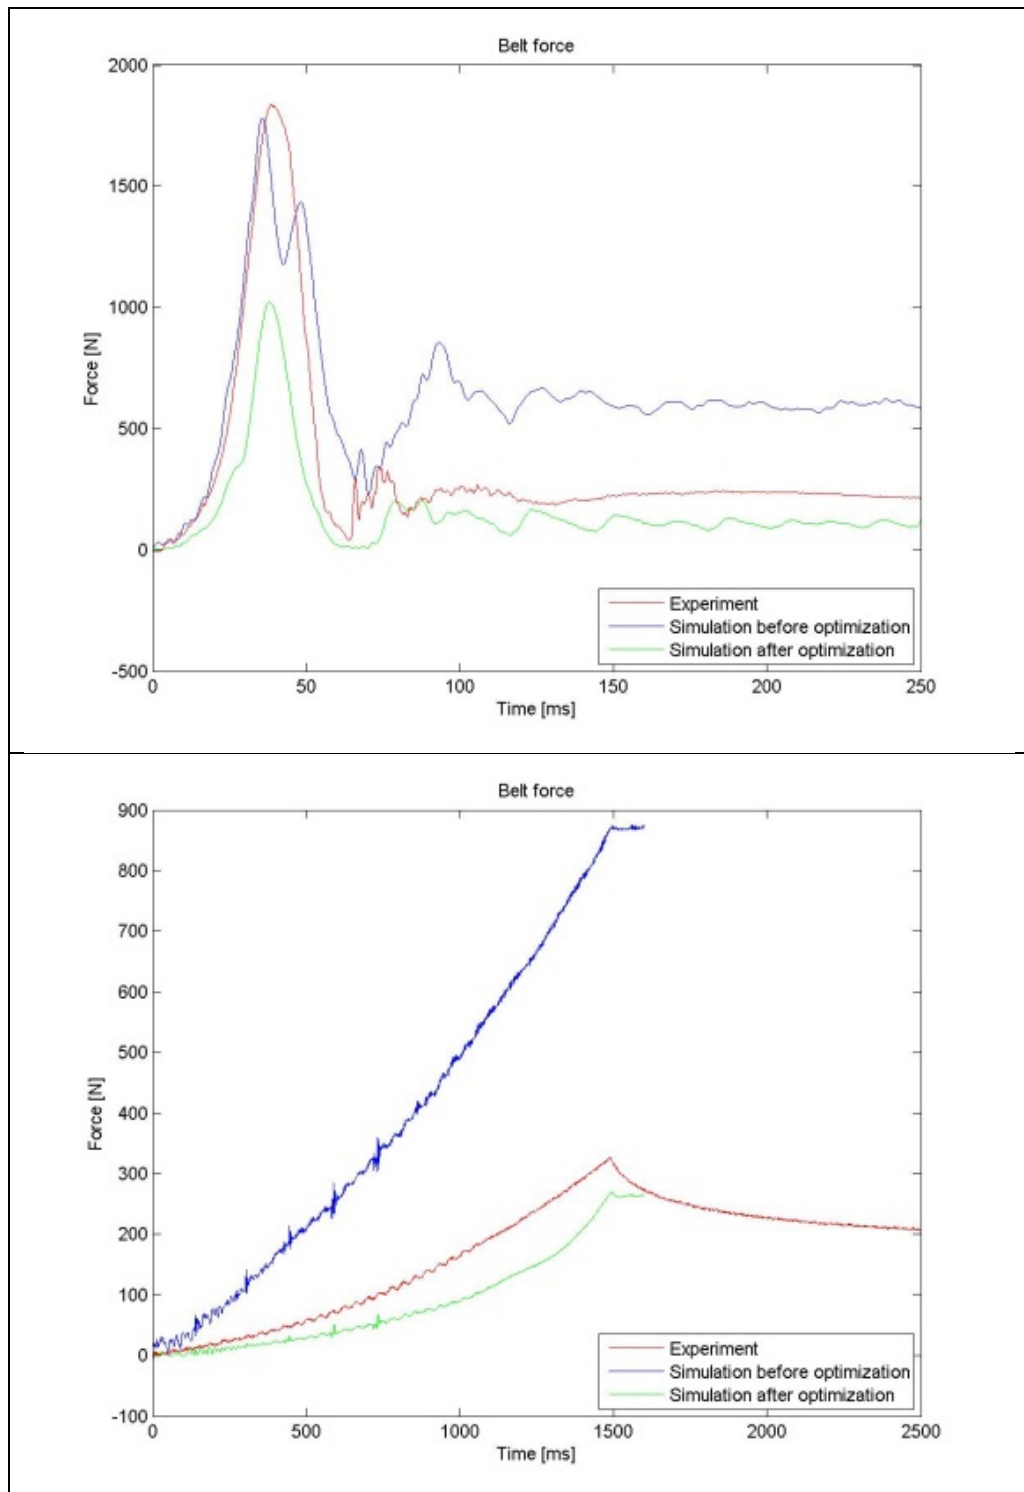 Belt force
2000
1500
1000
500
0
-500
Force [N]
Experiment
Simulation before optimization
Simulation after optimization
0 50 100 150 200 250
Time [ms]
Belt force
900
800
700
600
500
400
300
200
100
0
-100
Force [N]
Experiment
Simulation before optimization
Simulation after optimization
0 500 1000 1500 2000 2500
Time [ms]